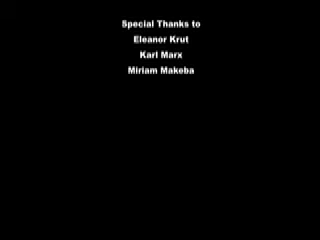 Special Thanks to
Eleanor Krut
Karl Marx
Miriam Makeba